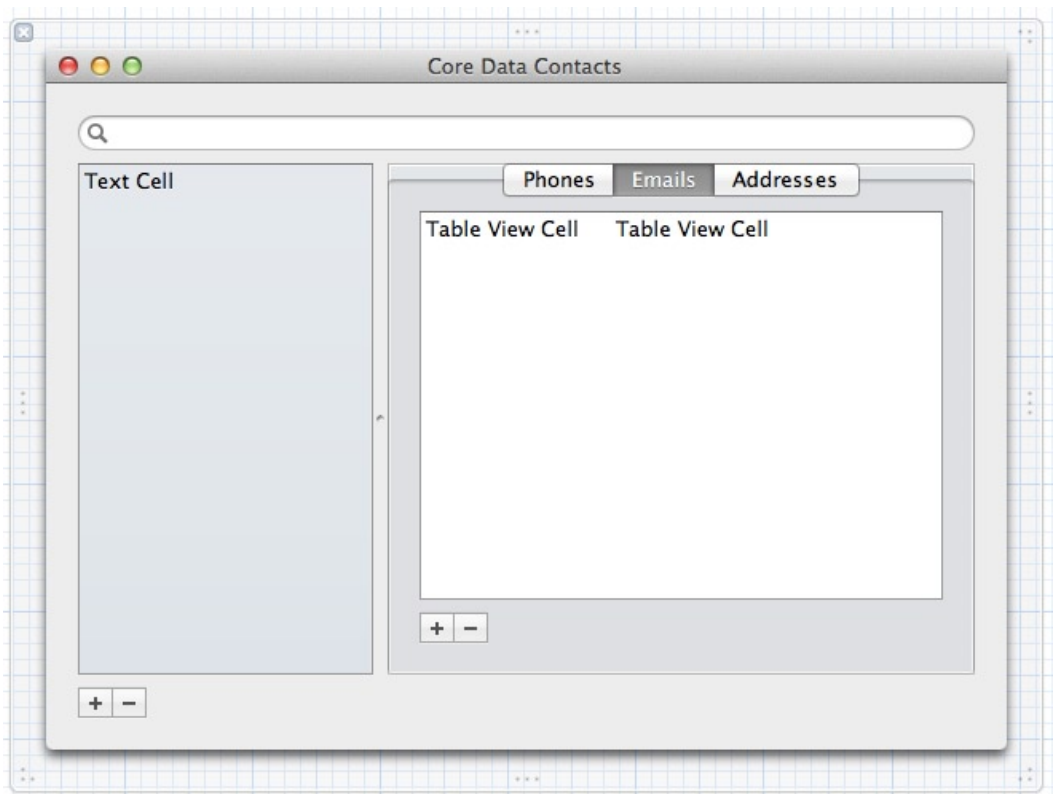 Core Data Contacts
Text Cell
Phones Emails Addresses
Table View Cell Table View Cell
+ −
+ −